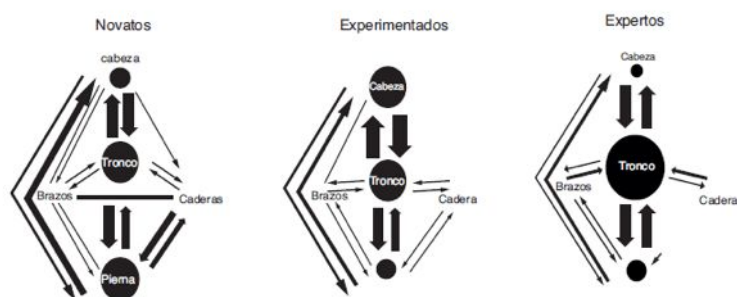 Novatos
cabeza
Tronco
Brazos
Caderas
Pierna
Experimentados
Cabeza
Tronco
Brazos
Cadera
Expertos
Cabeza
Tronco
Brazos
Cadera